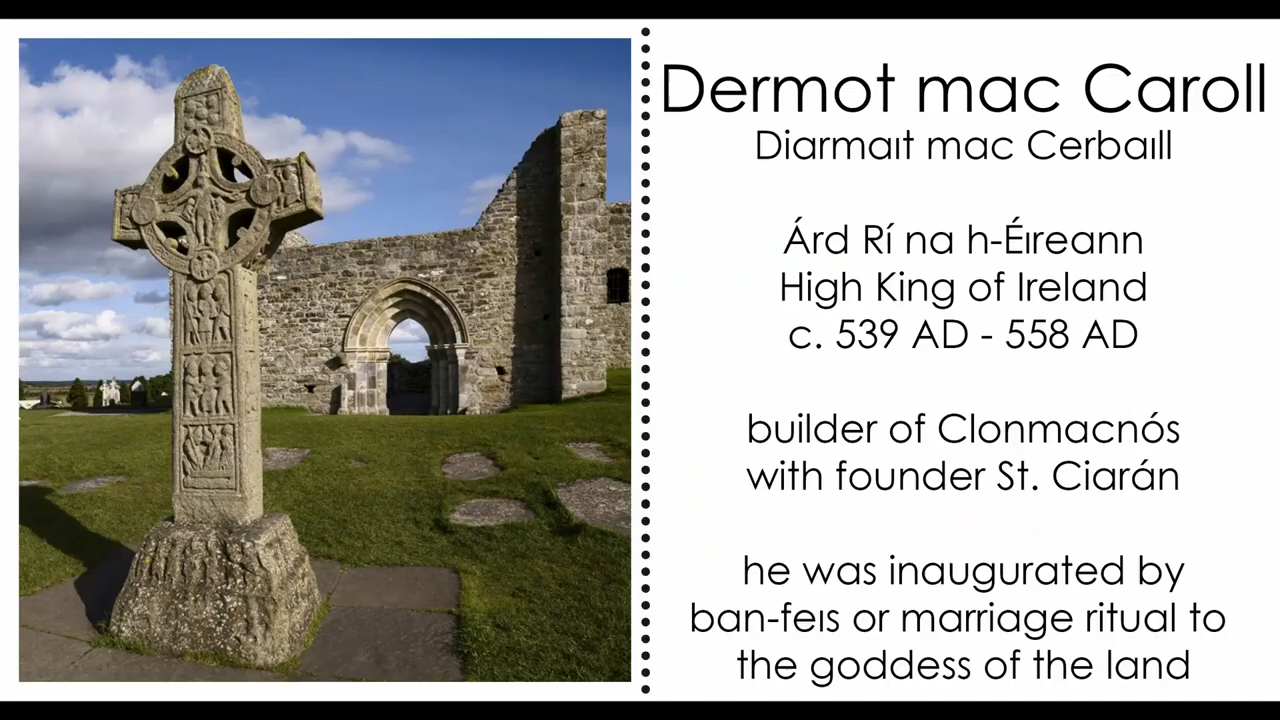 Dermot mac Caroll
Diarmaıt mac Cerbaıll
Árd Rí na h-Éıreann
High King of Ireland
c. 539 AD - 558 AD
builder of Clonmacnós
with founder St. Ciarán
he was inaugurated by
ban-feıs or marriage ritual to
the goddess of the land